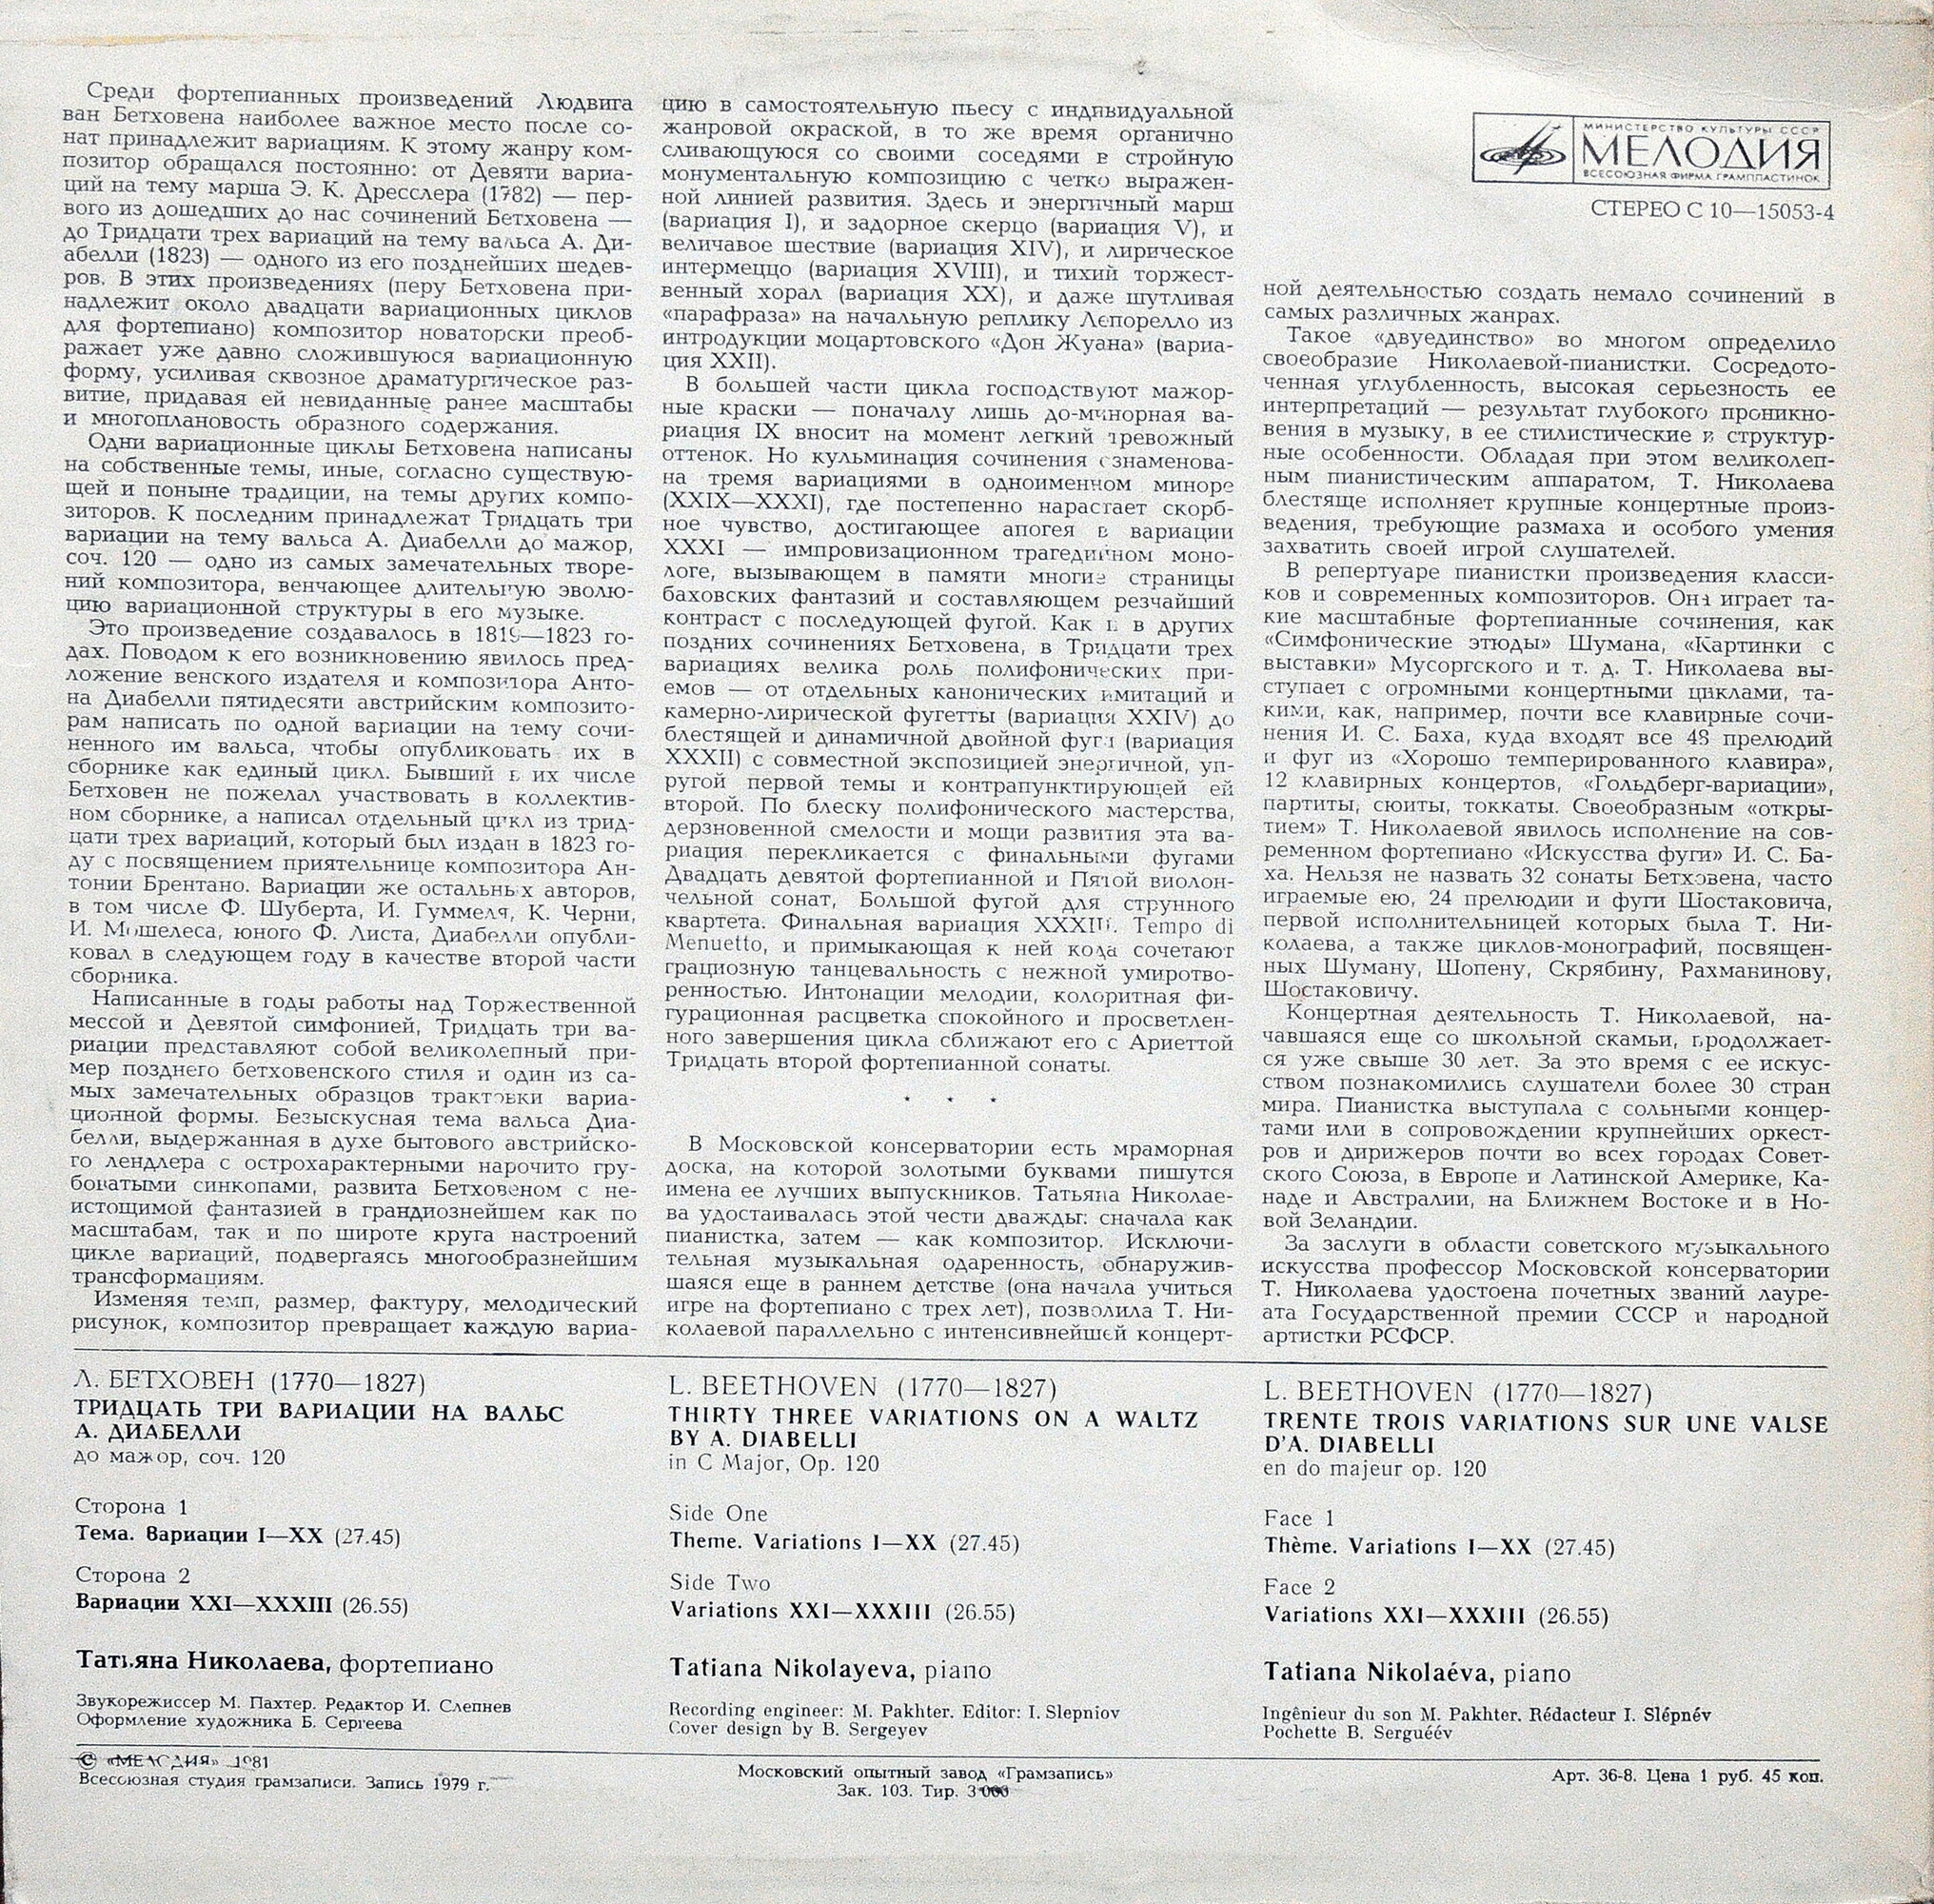 Среди фортепианных произведений Людвига
ван Бетховена наиболее важное место после со-
нат принадлежит вариациям. К этому жанру ком-
позитор обращался постоянно: от Девяти вариа-
ций на тему марша Э. К. Дресслера (1782) — пер-
вого из дошедших до нас сочинений Бетховена —
до Тридцати трех вариаций на тему вальса А. Ди-
абелли (1823) — одного из его позднейших шедев-
ров. В этих произведениях (перу Бетховена при-
надлежит около двадцати вариационных циклов
для фортепиано) композитор новаторски преоб-
ражает уже давно сложившуюся вариационную
форму, усиливая сквозное драматургическое раз-
витие, придавая ей невиданные ранее масштабы
и многоплановость образного содержания.
Одни вариационные циклы Бетховена написаны
на собственные темы, иные, согласно существую-
щей и поныне традиции, на темы других компо-
зиторов. К последним принадлежат Тридцать три
вариации на тему вальса А. Диабелли до мажор,
соч. 120 — одно из самых замечательных творе-
ний композитора, венчающее длительную эволю-
цию вариационной структуры в его музыке.
Это произведение создавалось в 1819—1823 го-
дах. Поводом к его возникновению явилось пред-
ложение венского издателя и композитора Анто-
на Диабелли пятидесяти австрийским композито-
рам написать по одной вариации на тему сочи-
ненного им вальса, чтобы опубликовать их в
сборнике как единый цикл. Бывший в их числе
Бетховен не пожелал участвовать в коллектив-
ном сборнике, а написал отдельный цикл из трид-
цати трех вариаций, который был издан в 1823 го-
ду с посвящением приятельнице композитора Ан-
тонии Брентано. Вариации же остальных авторов,
в том числе Ф. Шуберта, И. Гуммеля, К. Черни,
И. Мошелеса, юного Ф. Листа, Диабелли опубли-
ковал в следующем году в качестве второй части
сборника.
Написанные в годы работы над Торжественной
мессой и Девятой симфонией, Тридцать три ва-
риации представляют собой великолепный при-
мер позднего бетховенского стиля и один из са-
мых замечательных образцов трактовки вариа-
ционной формы. Безыскусная тема вальса Диа-
белли, выдержанная в духе бытового австрийско-
го лендлера с острохарактерными нарочито гру-
боватыми синкопами, развита Бетховеном с не-
истощимой фантазией в грандиознейшем как по
масштабам, так и по широте круга настроений
цикле вариаций, подвергаясь многообразнейшим
трансформациям.
Изменяя темп, размер, фактуру, мелодический
рисунок, композитор превращает каждую вариа-
цию в самостоятельную пьесу с индивидуальной
жанровой окраской, в то же время органично
сливающуюся со своими соседями в стройную
монументальную композицию с четко выражен-
ной линией развития. Здесь и энергичный марш
(вариация I), и задорное скерцо (вариация V), и
величавое шествие (вариация XIV), и лирическое
интермеццо (вариация XVIII), и тихий торжест-
венный хорал (вариация XX), и даже шутливая
«парафраза» на начальную реплику Лепорелло из
интродукции моцартовского «Дон Жуана» (вариа-
ция XXII).
В большей части цикла господствуют мажор-
ные краски — поначалу лишь до-минорная ва-
риация IX вносит на момент легкий тревожный
оттенок. Но кульминация сочинения ознаменова-
на тремя вариациями в одноименном миноре
(XXIX—XXXI), где постепенно нарастает скорб-
ное чувство, достигающее апогея в вариации
XXXI — импровизационном трагедийном моно-
логе, вызывающем в памяти многие страницы
баховских фантазий и составляющем резчайший
контраст с последующей фугой. Как и в других
поздних сочинениях Бетховена, в Тридцати трех
вариациях велика роль полифонических при-
емов — от отдельных канонических имитаций и
камерно-лирической фугетты (вариация XXIV) до
блестящей и динамичной двойной фуги (вариация
XXXII) с совместной экспозицией энергичной, уп-
ругой первой темы и контрапунктирующей ей
второй. По блеску полифонического мастерства,
дерзновенной смелости и мощи развития эта ва-
риация перекликается с финальными фугами
Двадцать девятой фортепианной и Пятой виолон-
чельной сонат, Большой фугой для струнного
квартета. Финальная вариация XXXIII. Tempo di
Menuetto, и примыкающая к ней кода сочетают
грациозную танцевальность с нежной умиротво-
ренностью. Интонации мелодии, колоритная фи-
гурационная расцветка спокойного и просветлен-
ного завершения цикла сближают его с Ариеттой
Тридцать второй фортепианной сонаты.
* * *
В Московской консерватории есть мраморная
доска, на которой золотыми буквами пишутся
имена ее лучших выпускников. Татьяна Николае-
ва удостаивалась этой чести дважды: сначала как
пианистка, затем — как композитор. Исключи-
тельная музыкальная одаренность, обнаружив-
шаяся еще в раннем детстве (она начала учиться
игре на фортепиано с трех лет), позволила Т. Ни-
колаевой параллельно с интенсивнейшей концерт-
МИНИСТЕРСТВО КУЛЬТУРЫ СССР
МЕЛОДИЯ
ВСЕСОЮЗНАЯ ФИРМА ГРАМПЛАСТИНОК
СТЕРЕО С 10—15053-4
ной деятельностью создать немало сочинений в
самых различных жанрах.
Такое «двуединство» во многом определило
своеобразие Николаевой-пианистки. Сосредото-
ченная углубленность, высокая серьезность ее
интерпретаций — результат глубокого проникно-
вения в музыку, в ее стилистические и структур-
ные особенности. Обладая при этом великолеп-
ным пианистическим аппаратом, Т. Николаева
блестяще исполняет крупные концертные произ-
ведения, требующие размаха и особого умения
захватить своей игрой слушателей.
В репертуаре пианистки произведения класси-
ков и современных композиторов. Она играет та-
кие масштабные фортепианные сочинения, как
«Симфонические этюды» Шумана, «Картинки с
выставки» Мусоргского и т. д. Т. Николаева вы-
ступает с огромными концертными циклами, та-
кими, как, например, почти все клавирные сочи-
нения И. С. Баха, куда входят все 48 прелюдий
и фуг из «Хорошо темперированного клавира»,
12 клавирных концертов, «Гольдберг-вариации»,
партиты, сюиты, токкаты. Своеобразным «откры-
тием» Т. Николаевой явилось исполнение на сов-
ременном фортепиано «Искусства фуги» И. С. Ба-
ха. Нельзя не назвать 32 сонаты Бетховена, часто
играемые ею, 24 прелюдии и фуги Шостаковича,
первой исполнительницей которых была Т. Ни-
колаева, а также циклов-монографий, посвящен-
ных Шуману, Шопену, Скрябину, Рахманинову,
Шостаковичу.
Концертная деятельность Т. Николаевой, на-
чавшаяся еще со школьной скамьи, продолжает-
ся уже свыше 30 лет. За это время с ее искус-
ством познакомились слушатели более 30 стран
мира. Пианистка выступала с сольными концер-
тами или в сопровождении крупнейших оркест-
ров и дирижеров почти во всех городах Совет-
ского Союза, в Европе и Латинской Америке, Ка-
наде и Австралии, на Ближнем Востоке и в Но-
вой Зеландии.
За заслуги в области советского музыкального
искусства профессор Московской консерватории
Т. Николаева удостоена почетных званий лауре-
ата Государственной премии СССР и народной
артистки РСФСР.
Л. БЕТХОВЕН (1770—1827)
ТРИДЦАТЬ ТРИ ВАРИАЦИИ НА ВАЛЬС
А. ДИАБЕЛЛИ
до мажор, соч. 120
Сторона 1
Тема. Вариации I—XX (27.45)
Сторона 2
Вариации XXI—XXXIII (26.55)
Татьяна Николаева, фортепиано
Звукорежиссер М. Пахтер. Редактор И. Слепнев
Оформление художника Б. Сергеева
L. BEETHOVEN (1770—1827)
THIRTY THREE VARIATIONS ON A WALTZ
BY A. DIABELLI
in C Major, Op. 120
Side One
Theme. Variations I—XX (27.45)
Side Two
Variations XXI—XXXIII (26.55)
Tatiana Nikolayeva, piano
Recording engineer: M. Pakhter. Editor: I. Slepniov
Cover design by B. Sergeyev
L. BEETHOVEN (1770—1827)
TRENTE TROIS VARIATIONS SUR UNE VALSE
D'A. DIABELLI
en do majeur op. 120
Face 1
Thème. Variations I—XX (27.45)
Face 2
Variations XXI—XXXIII (26.55)
Tatiana Nikolaéva, piano
Ingênieur du son M. Pakhter. Rédacteur I. Slépnév
Pochette B. Serguéév
© «МЕЛОДИЯ» 1981
Всесоюзная студия грамзаписи. Запись 1979 г.
Московский опытный завод «Грамзапись»
Зак. 103. Тир. 3 000
Арт. 36-8. Цена 1 руб. 45 коп.